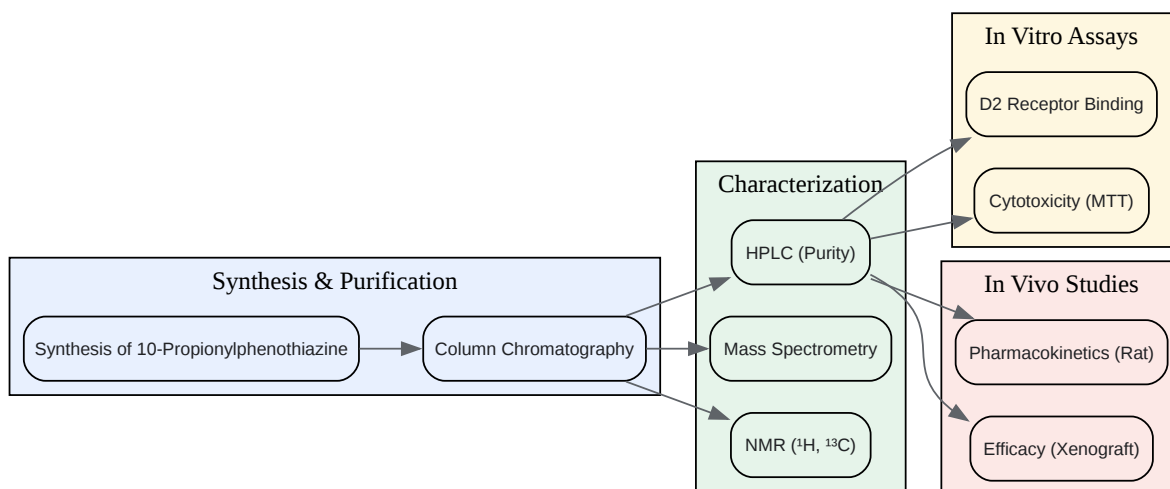 Synthesis & Purification
Synthesis of 10-Propionylphenothiazine
Column Chromatography
Characterization
HPLC (Purity)
Mass Spectrometry
NMR (¹H, ¹³C)
In Vitro Assays
D2 Receptor Binding
Cytotoxicity (MTT)
In Vivo Studies
Pharmacokinetics (Rat)
Efficacy (Xenograft)